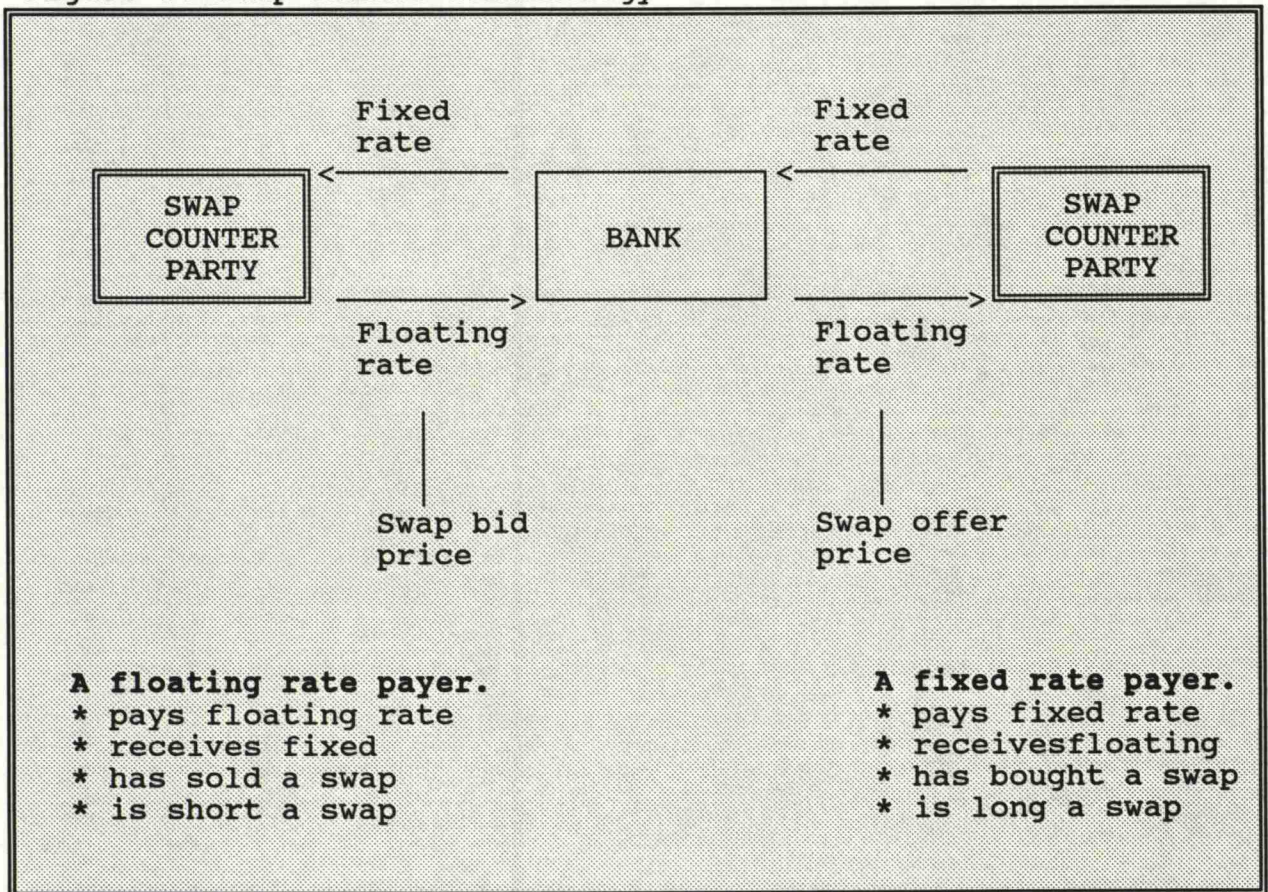 Fixed
rate
Fixed
rate
SWAP
COUNTER
PARTY
BANK
SWAP
COUNTER
PARTY
Floating
rate
Floating
rate
Swap bid
price
Swap offer
price
A floating rate payer.
* pays floating rate
* receives fixed
* has sold a swap
* is short a swap
A fixed rate payer.
* pays fixed rate
* receivesfloating
* has bought a swap
* is long a swap